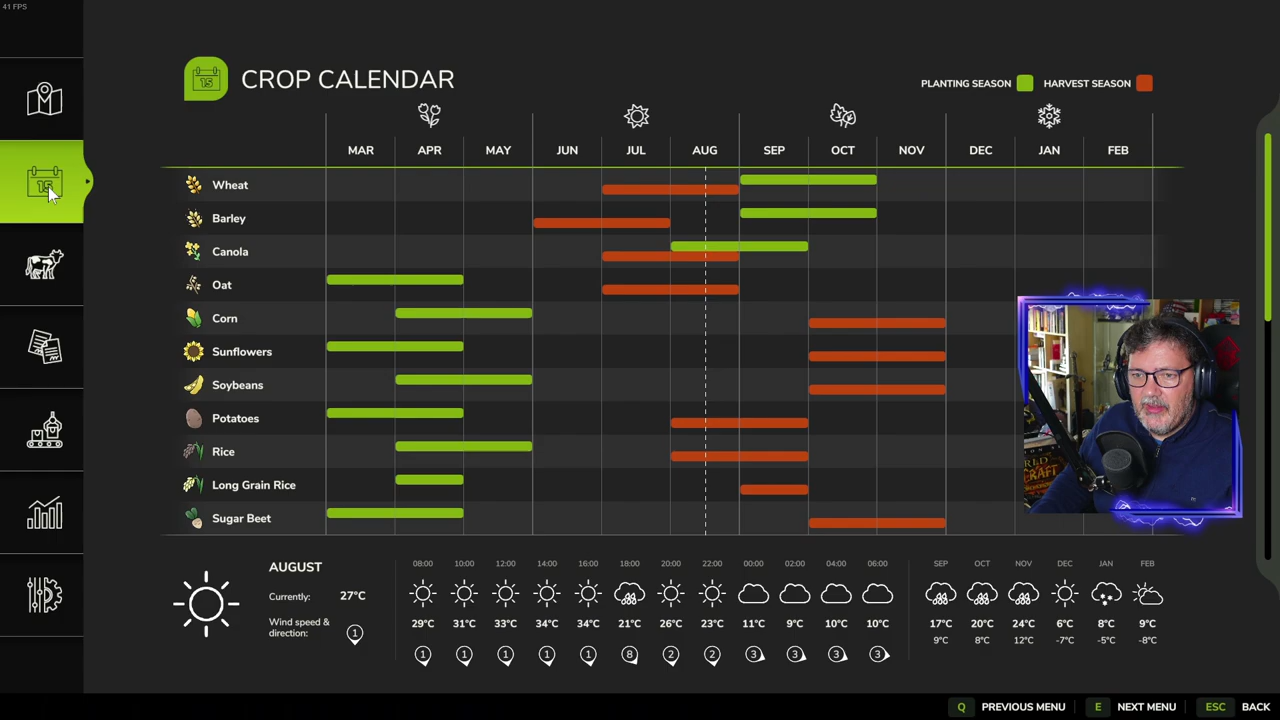 41 FPS
CROP CALENDAR
PLANTING SEASON
HARVEST SEASON
MAR APR MAY JUN JUL AUG SEP OCT NOV DEC JAN FEB
Wheat
Barley
Canola
Oat
Corn
Sunflowers
Soybeans
Potatoes
Rice
Long Grain Rice
Sugar Beet
AUGUST
Currently: 27°C
Wind speed &
direction: 1
08:00 10:00 12:00 14:00 16:00 18:00 20:00 22:00 00:00 02:00 04:00 06:00
29°C 31°C 33°C 34°C 34°C 21°C 26°C 23°C 11°C 9°C 10°C 10°C
1 1 1 1 1 8 2 2 3 3 3 3
SEP OCT NOV DEC JAN FEB
17°C 20°C 24°C 6°C 8°C 9°C
9°C 8°C 12°C -7°C -5°C -8°C
Q PREVIOUS MENU E NEXT MENU ESC BACK